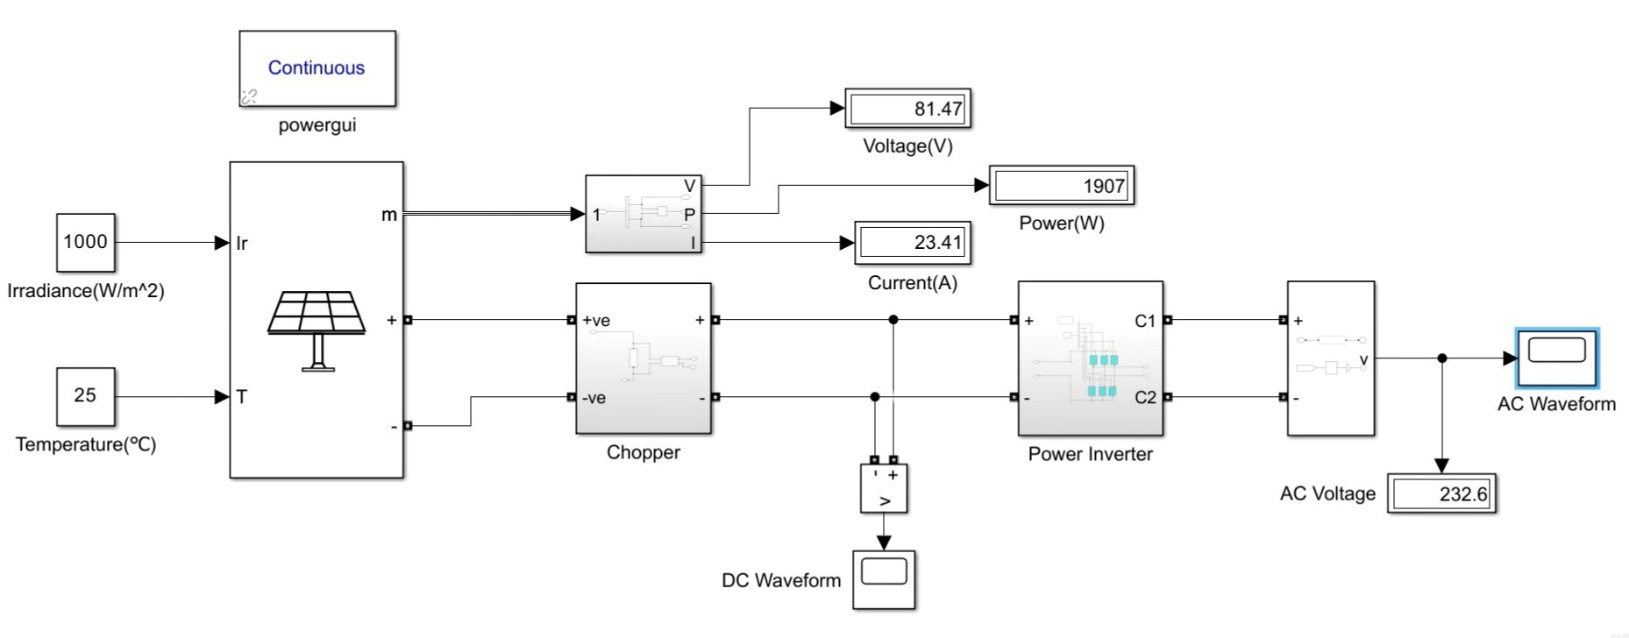 Continuous
powergui
81.47
Voltage(V)
1907
Power(W)
23.41
Current(A)
1
V
P
I
1000
Irradiance(W/m^2)
25
Temperature(℃)
Ir
T
m
+
-
+ve
-ve
+
-
Chopper
+
-
C1
C2
Power Inverter
+
-
v
AC Waveform
AC Voltage
232.6
- +
v
DC Waveform